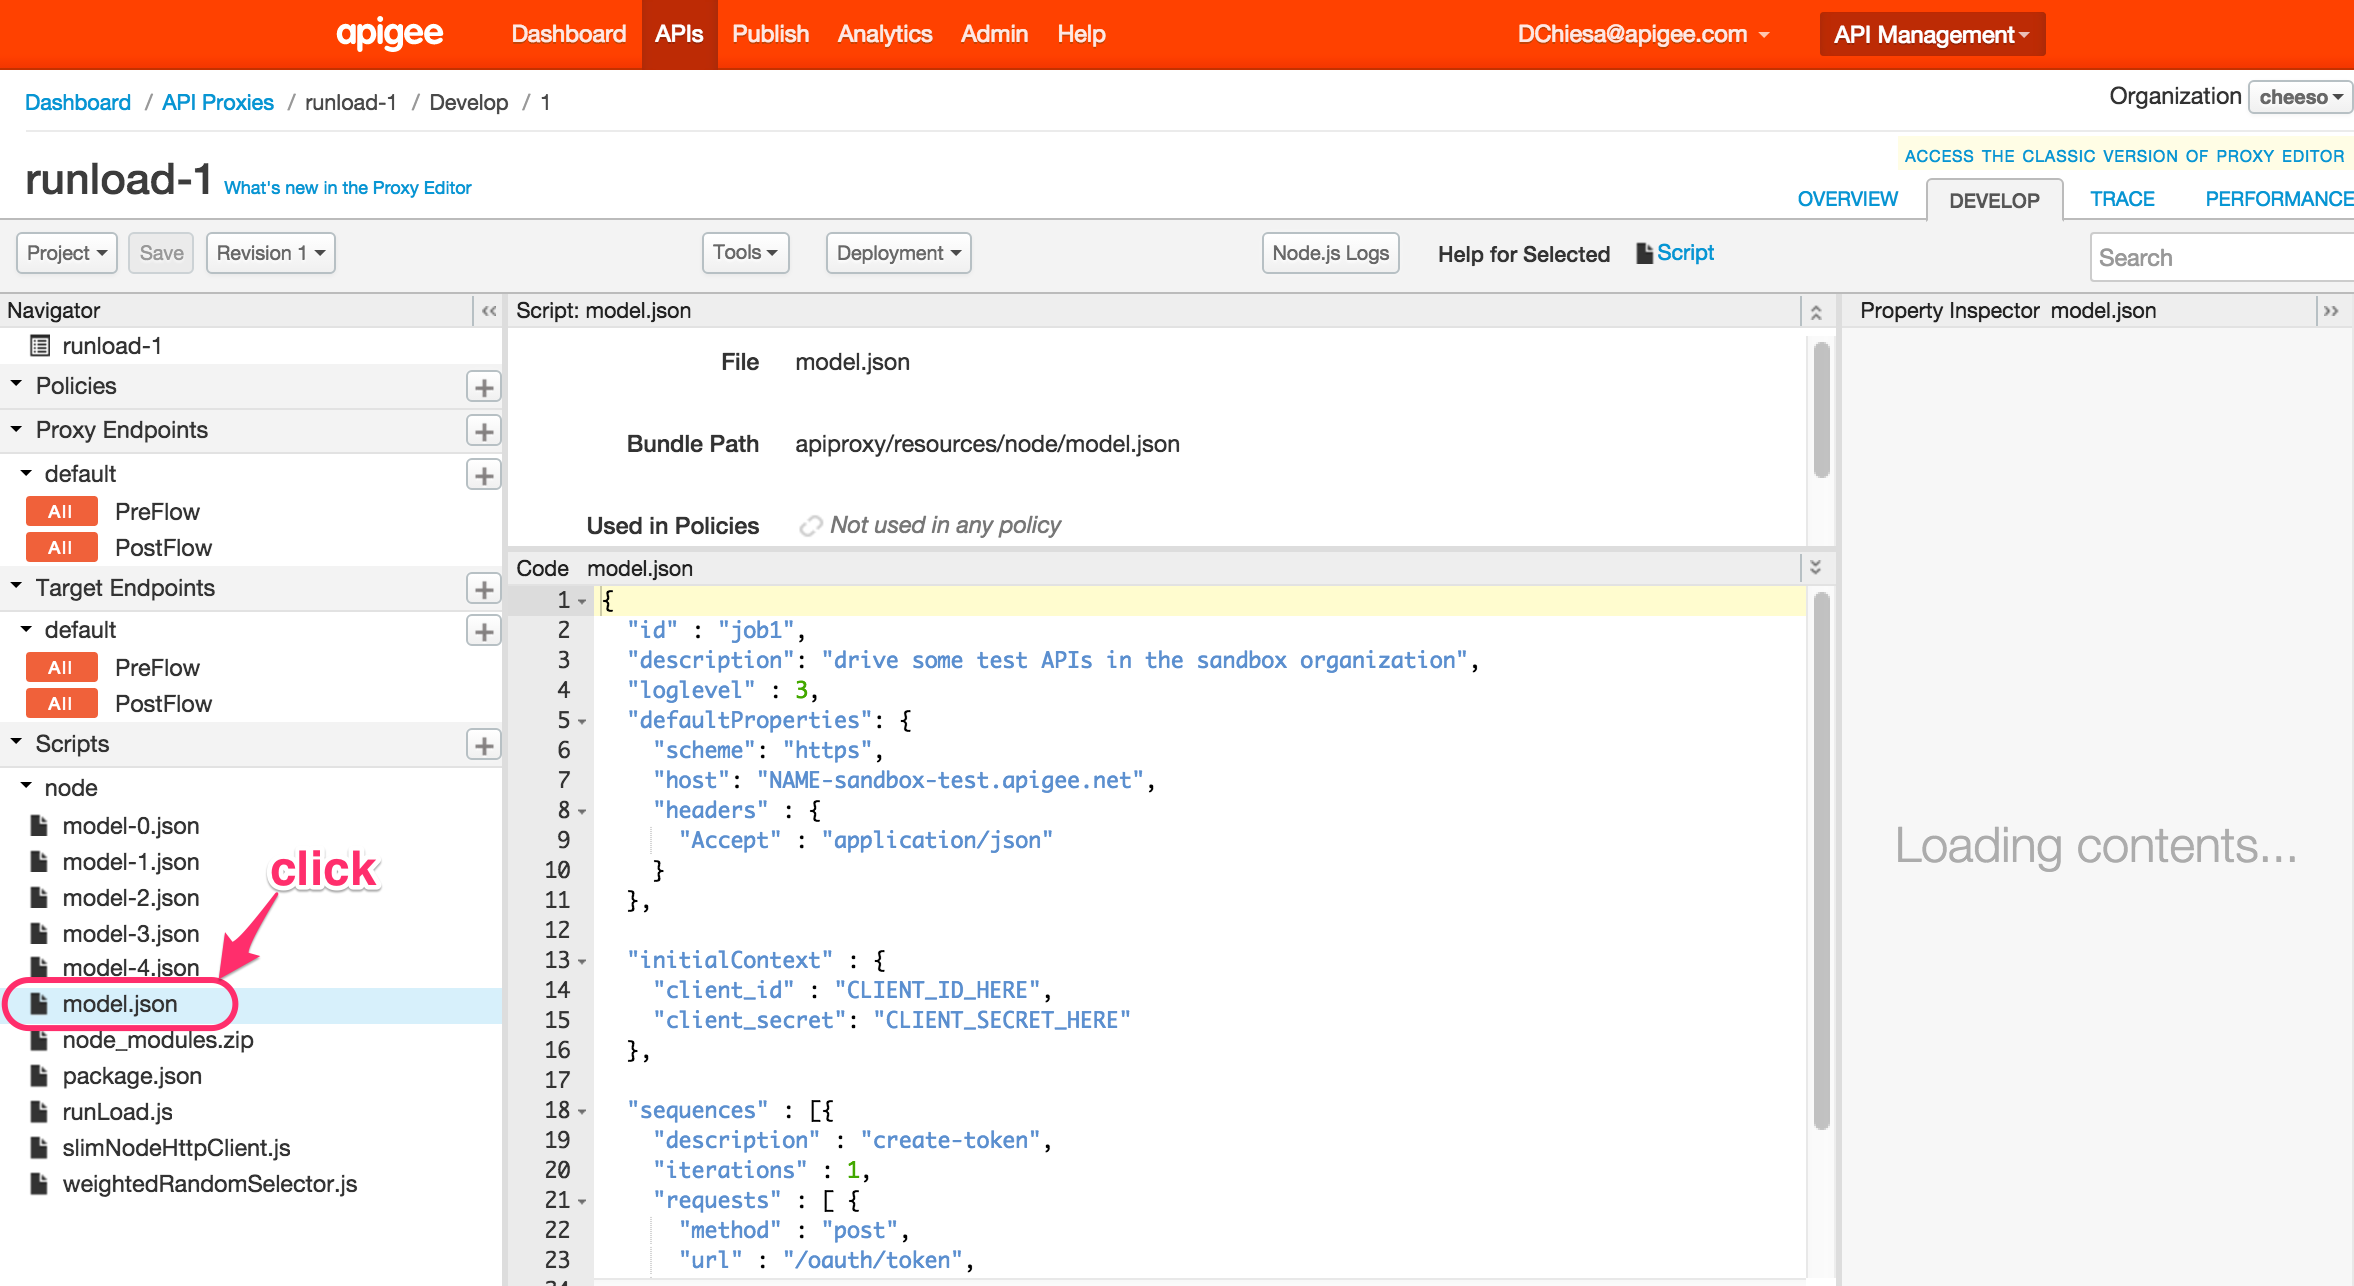 apigee Dashboard APIs Publish Analytics Admin Help DChiesa@apigee.com API Management
Dashboard / API Proxies / runload-1 / Develop / 1
Organization cheeso
ACCESS THE CLASSIC VERSION OF PROXY EDITOR
runload-1 What's new in the Proxy Editor
OVERVIEW DEVELOP TRACE PERFORMANCE
Project Save Revision 1 Tools Deployment Node.js Logs Help for Selected Script Search
Navigator
runload-1
Policies
Proxy Endpoints
default
All PreFlow
All PostFlow
Target Endpoints
default
All PreFlow
All PostFlow
Scripts
node
model-0.json
model-1.json
click
model-2.json
model-3.json
model-4.json
model.json
node_modules.zip
package.json
runLoad.js
slimNodeHttpClient.js
weightedRandomSelector.js
Script: model.json
File model.json
Bundle Path apiproxy/resources/node/model.json
Used in Policies Not used in any policy
Code model.json
1 {
2 "id" : "job1",
3 "description": "drive some test APIs in the sandbox organization",
4 "loglevel" : 3,
5 "defaultProperties": {
6 "scheme": "https",
7 "host": "NAME-sandbox-test.apigee.net",
8 "headers" : {
9 "Accept" : "application/json"
10 }
11 },
12
13 "initialContext" : {
14 "client_id" : "CLIENT_ID_HERE",
15 "client_secret": "CLIENT_SECRET_HERE"
16 },
17
18 "sequences" : [{
19 "description" : "create-token",
20 "iterations" : 1,
21 "requests" : [ {
22 "method" : "post",
23 "url" : "/oauth/token",
Property Inspector model.json
Loading contents...